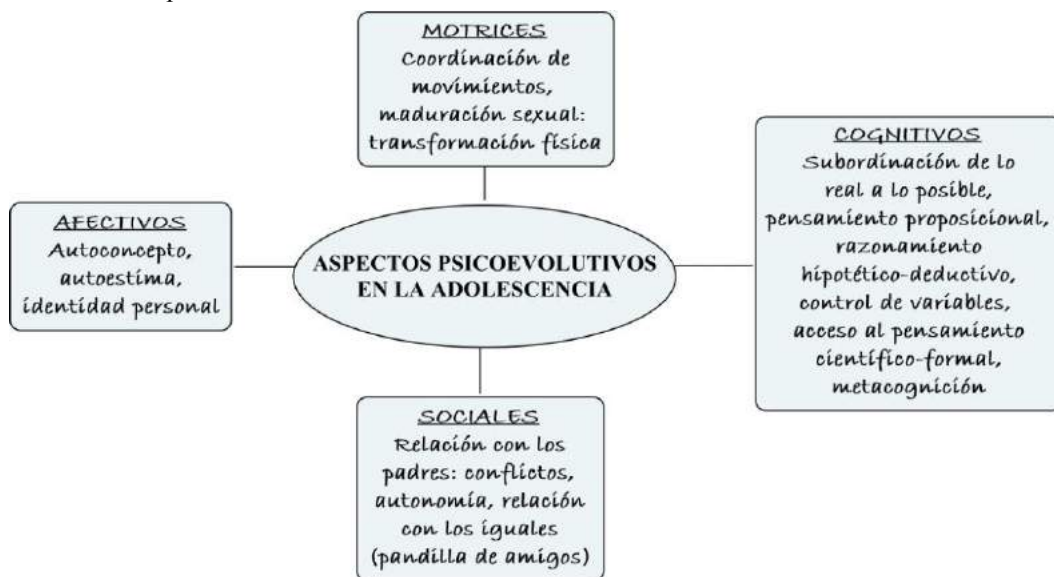 MOTRICES
Coordinación de
movimientos,
maduración sexual:
transformación física
AFECTIVOS
Autoconcepto,
autoestima,
identidad personal
ASPECTOS PSICOEVOLUTIVOS
EN LA ADOLESCENCIA
COGNITIVOS
Subordinación de lo
real a lo posible,
pensamiento proposicional,
razonamiento
hipotético-deductivo,
control de variables,
acceso al pensamiento
científico-formal,
metacognición
SOCIALES
Relación con los
padres: conflictos,
autonomía, relación
con los iguales
(pandilla de amigos)